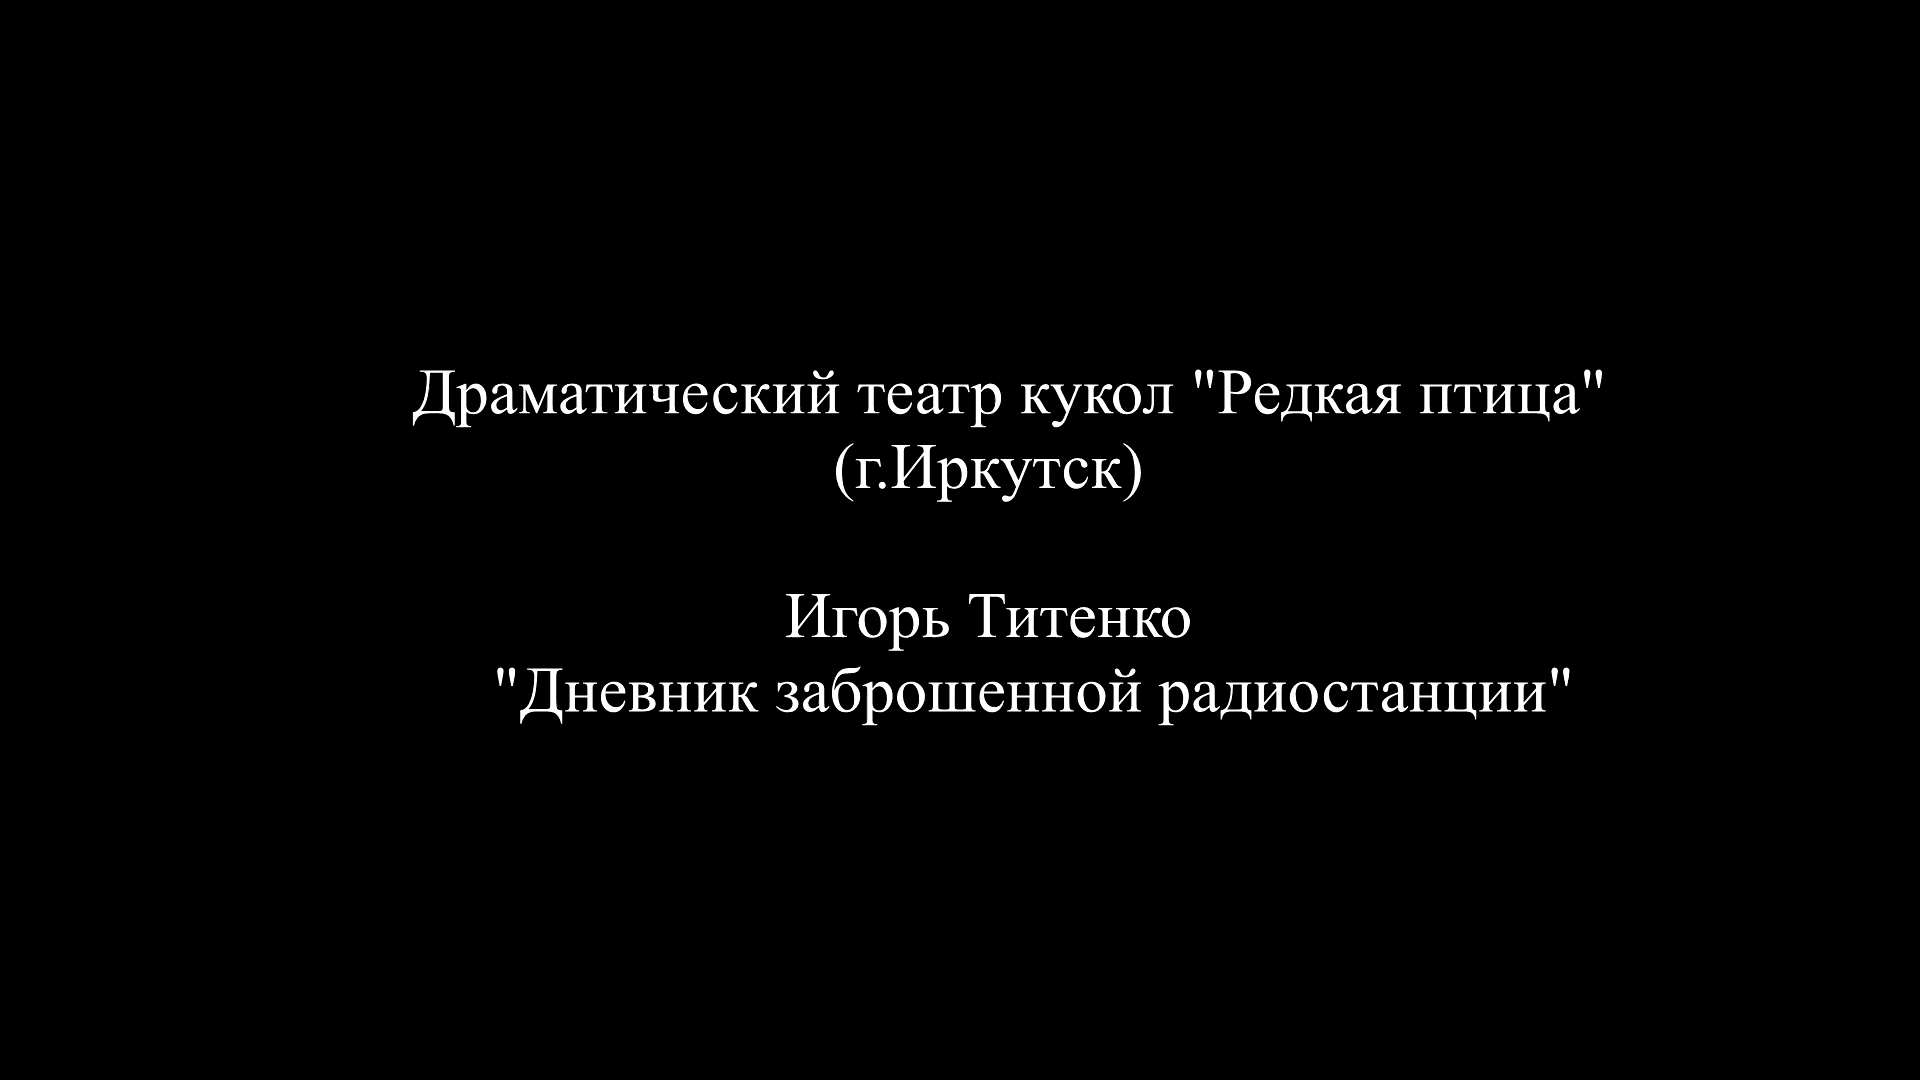 Драматический театр кукол "Редкая птица"
(г.Иркутск)
Игорь Титенко
"Дневник заброшенной радиостанции"